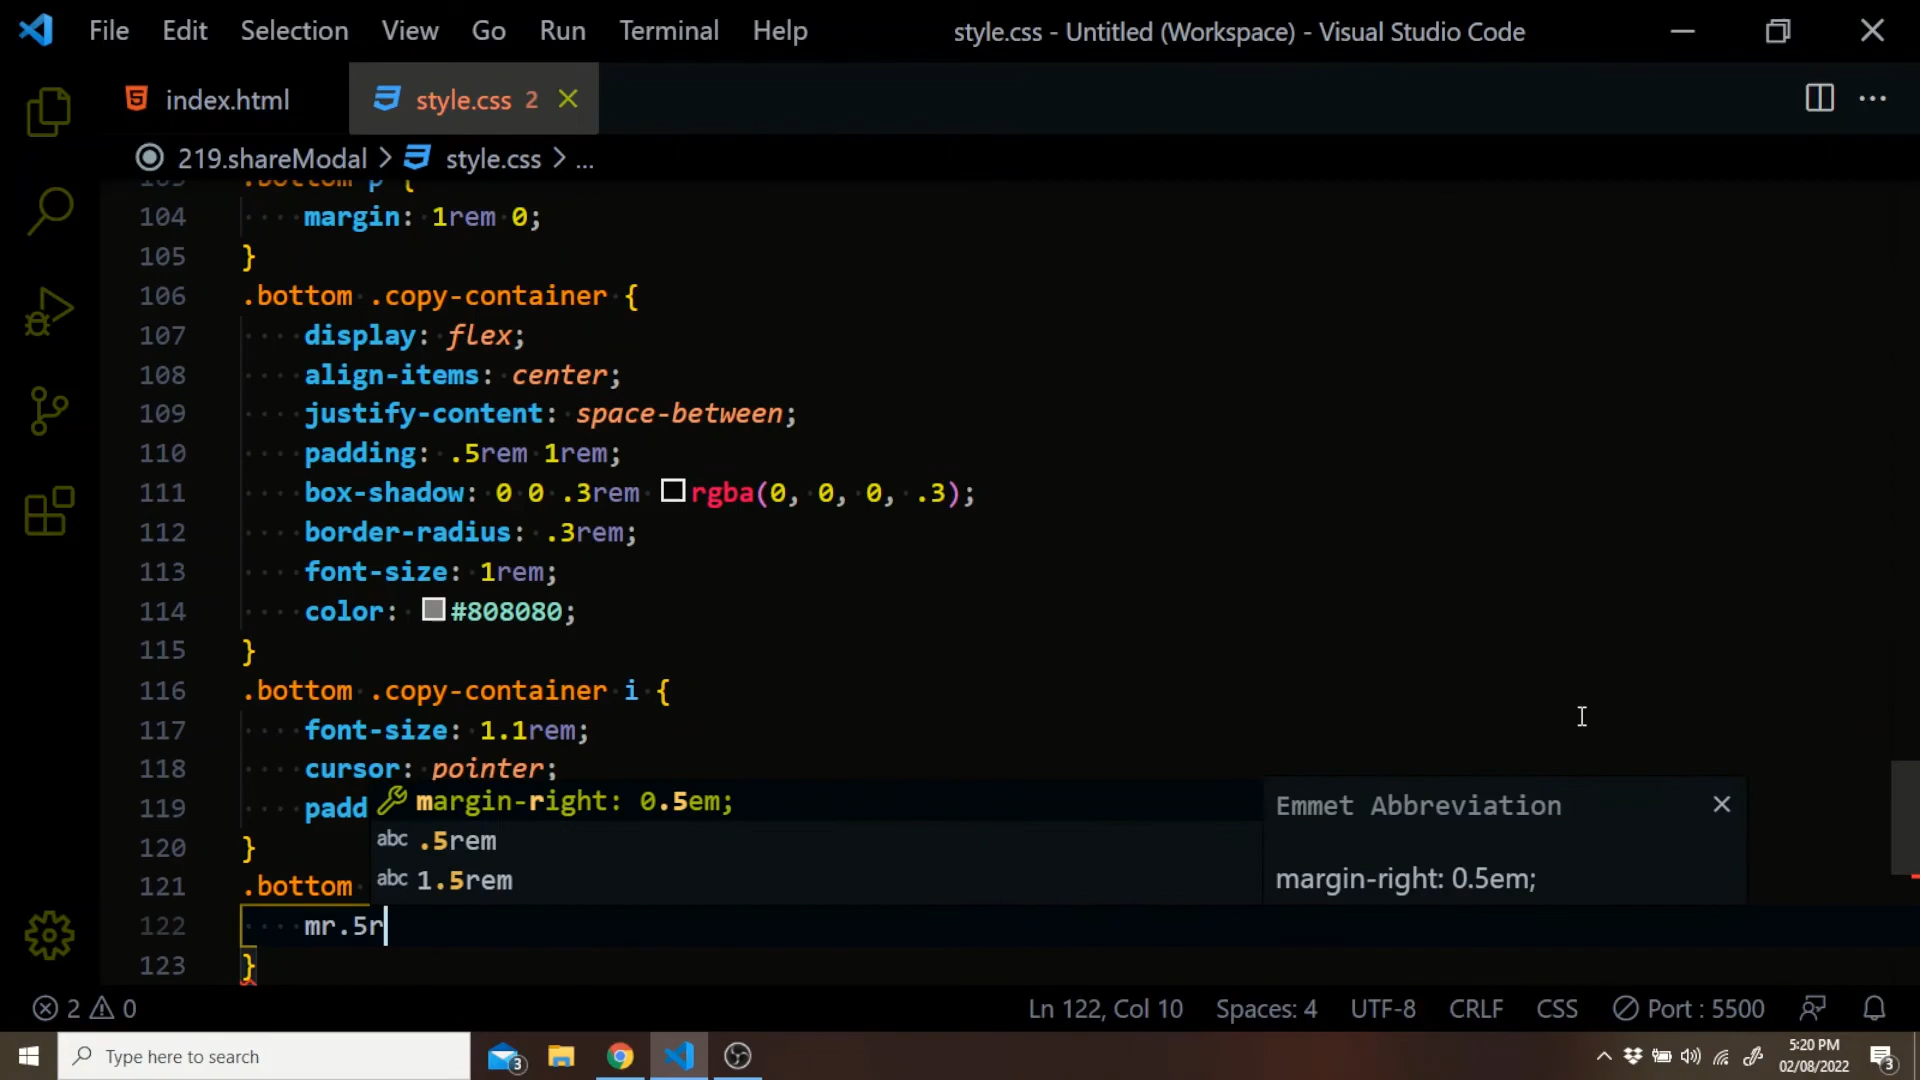 File Edit Selection View Go Run Terminal Help style.css - Untitled (Workspace) - Visual Studio Code
index.html style.css 2
219.shareModal > style.css > ...
103 .bottom p {
104 margin: 1rem 0;
105 }
106 .bottom .copy-container {
107 display: flex;
108 align-items: center;
109 justify-content: space-between;
110 padding: .5rem 1rem;
111 box-shadow: 0 0 .3rem rgba(0, 0, 0, .3);
112 border-radius: .3rem;
113 font-size: 1rem;
114 color: #808080;
115 }
116 .bottom .copy-container i {
117 font-size: 1.1rem;
118 cursor: pointer;
119 padd
margin-right: 0.5em;
Emmet Abbreviation
abc .5rem
120 }
abc 1.5rem
margin-right: 0.5em;
121 .bottom
122 mr.5r
123 }
2 0 Ln 122, Col 10 Spaces: 4 UTF-8 CRLF CSS Port : 5500
Type here to search 3 5:20 PM
02/08/2022 3